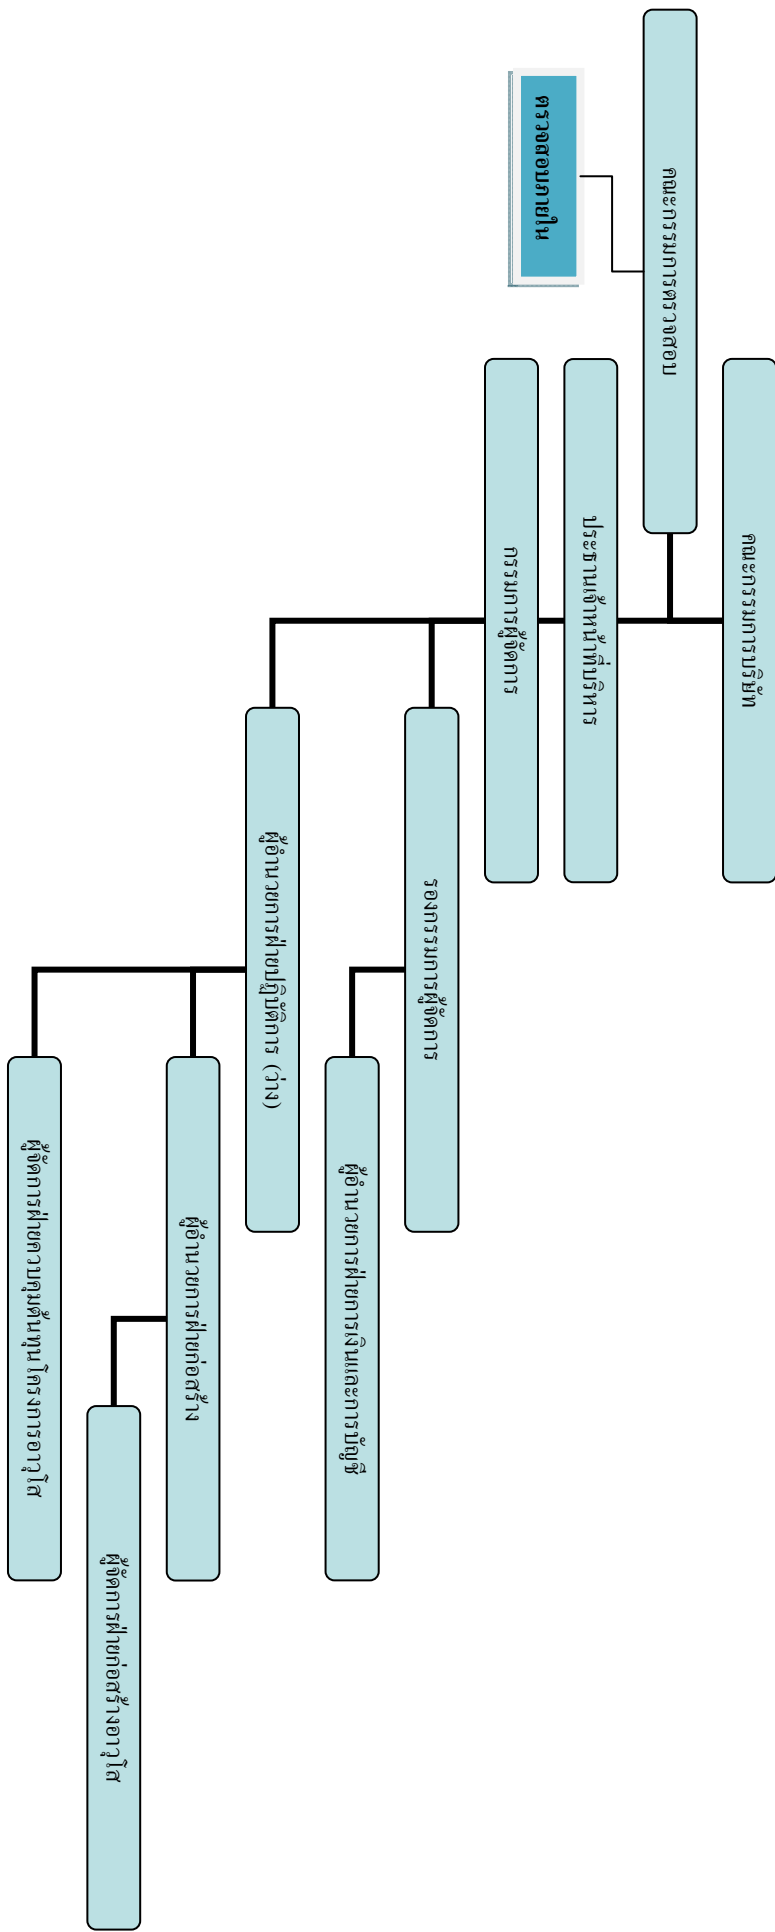 คณะกรรมการบริษัท
คณะกรรมการตรวจสอบ
ตรวจสอบภายใน
ประธานเจ้าหน้าที่บริหาร
กรรมการผู้จัดการ
รองกรรมการผู้จัดการ
ผู้อำนวยการฝ่ายการเงินและการบัญชี
ผู้อำนวยการฝ่ายปฏิบัติการ (ว่าง)
ผู้อำนวยการฝ่ายก่อสร้าง
ผู้จัดการฝ่ายก่อสร้างอาวุโส
ผู้จัดการฝ่ายควบคุมต้นทุนโครงการอาวุโส